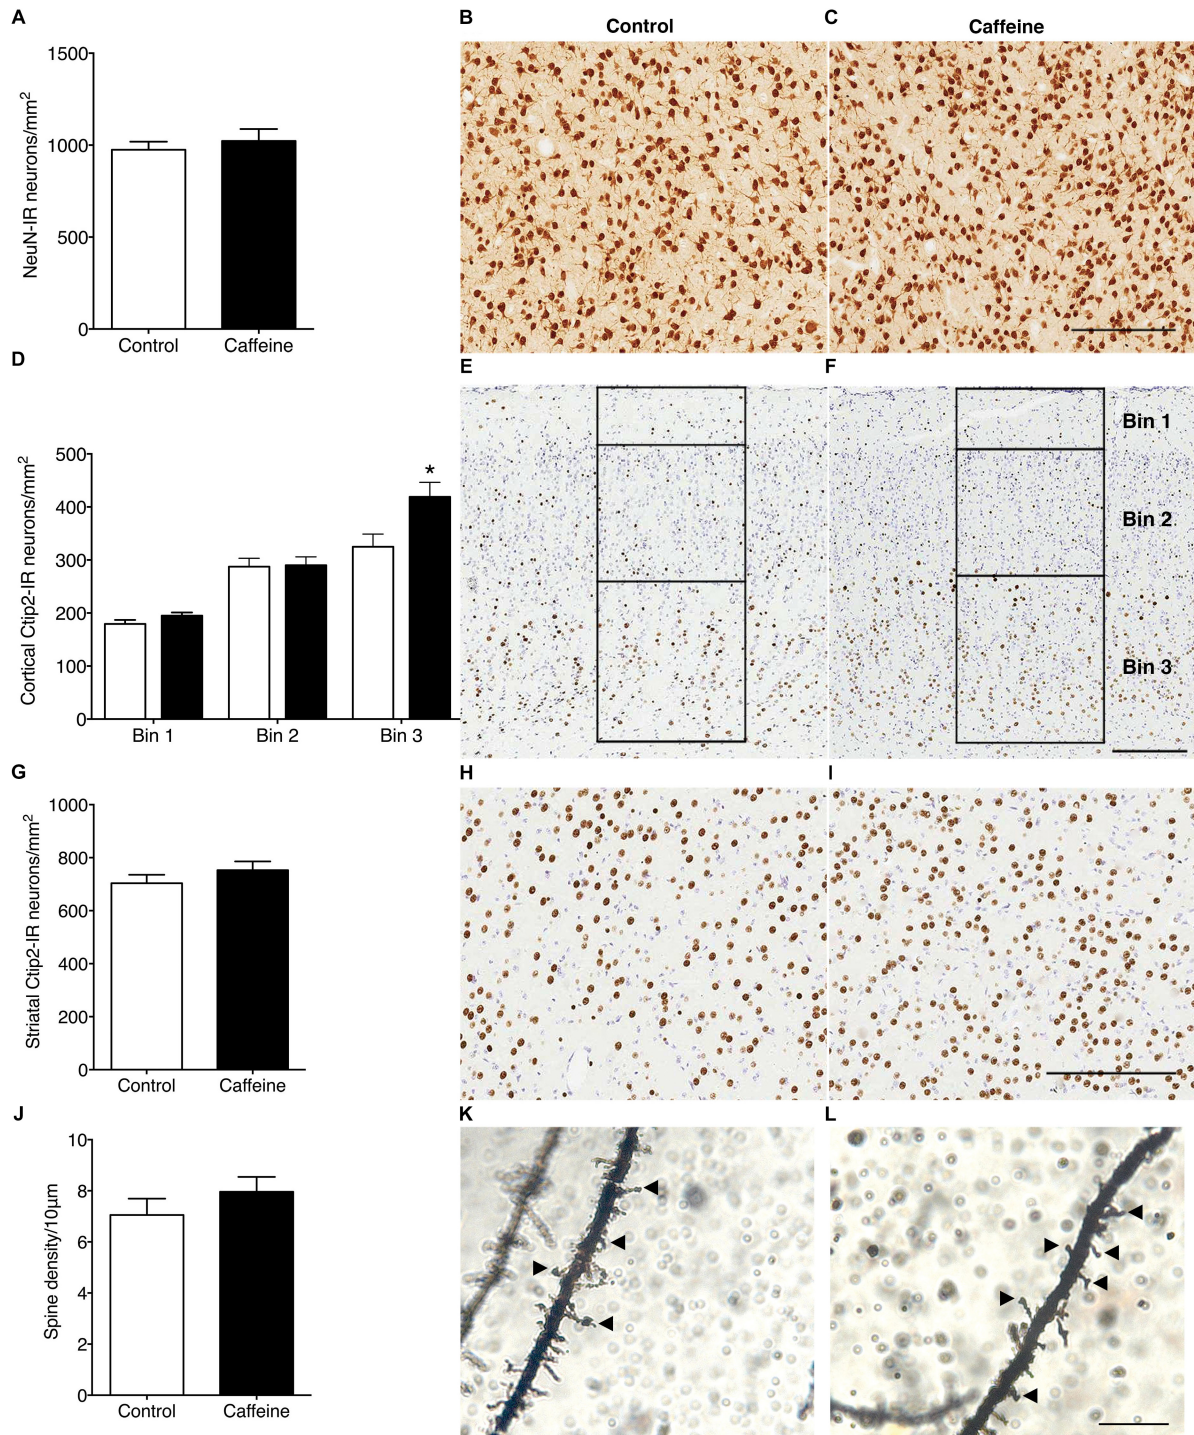 A
1500
1000
500
0
NeuN-IR neurons/mm2
Control
Caffeine
B
Control
C
Caffeine
D
500
400
300
200
100
0
Cortical Ctip2-IR neurons/mm2
*
Bin 1
Bin 2
Bin 3
E
F
Bin 1
Bin 2
Bin 3
G
1000
800
600
400
200
0
Striatal Ctip2-IR neurons/mm2
Control
Caffeine
H
I
J
10
8
6
4
2
0
Spine density/10µm
Control
Caffeine
K
L